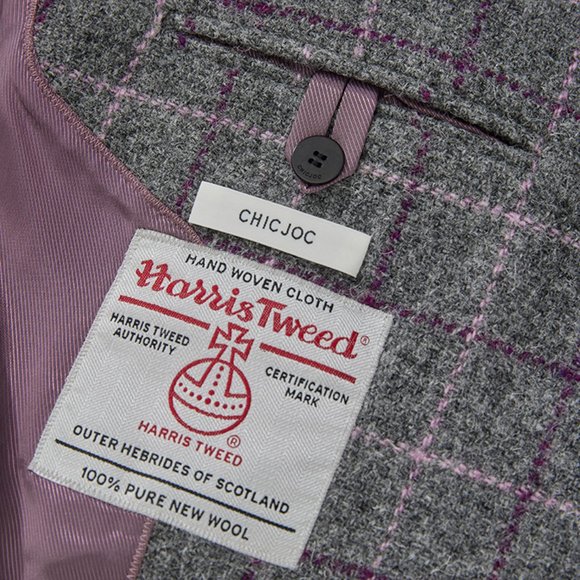 CHICJOC
CHICJOC
HAND WOVEN CLOTH
Harris Tweed®
HARRIS TWEED
AUTHORITY
CERTIFICATION
MARK
HARRIS TWEED ®
OUTER HEBRIDES OF SCOTLAND
100% PURE NEW WOOL